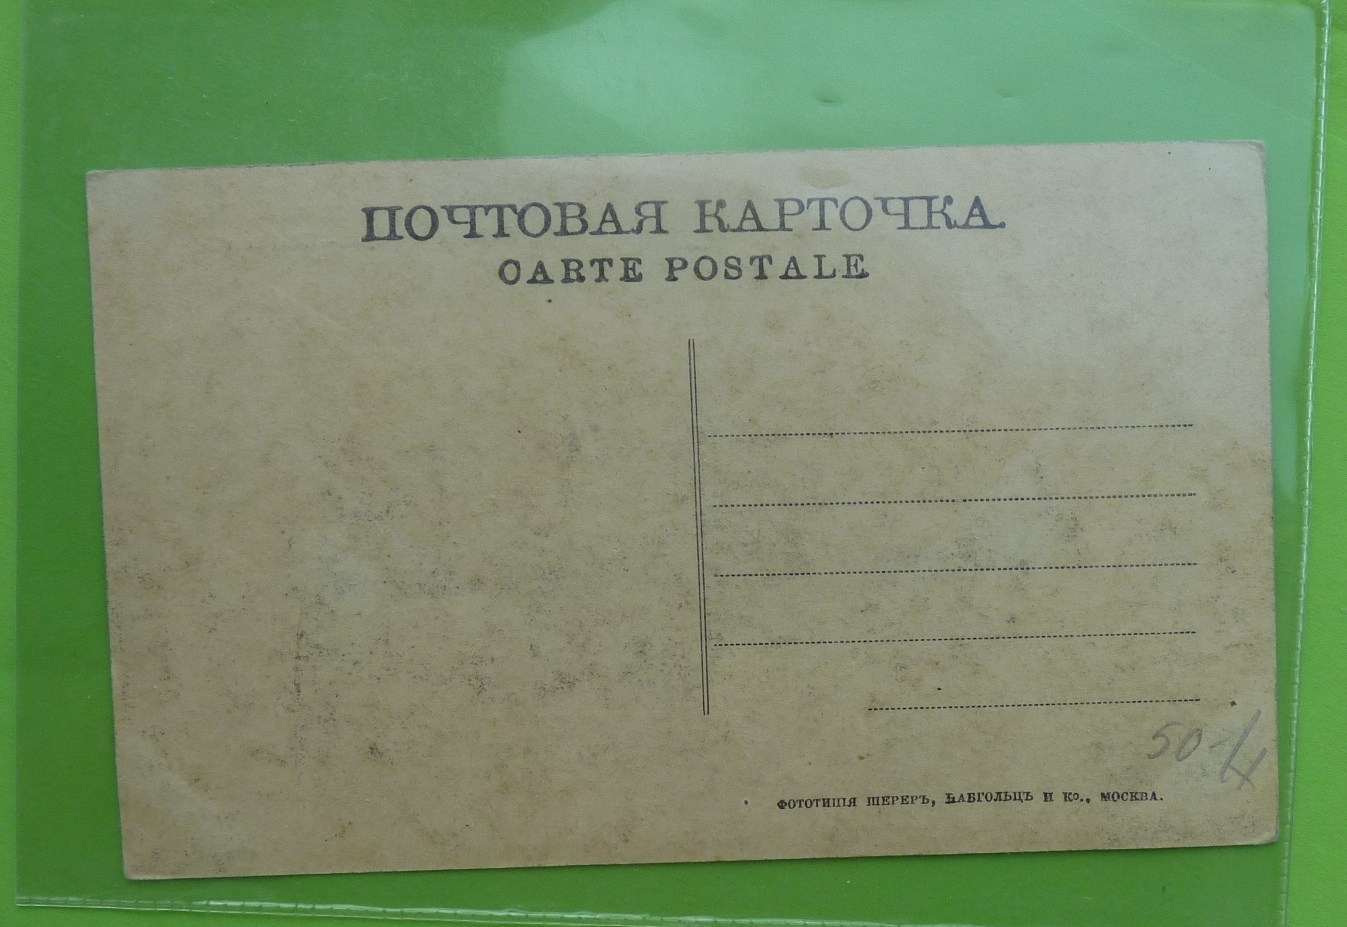 ПОЧТОВАЯ КАРТОЧКА.
CARTE POSTALE
50-
ФОТОТИПІЯ ШЕРЕРЪ, НАБГОЛЬЦЪ И Ко., МОСКВА.